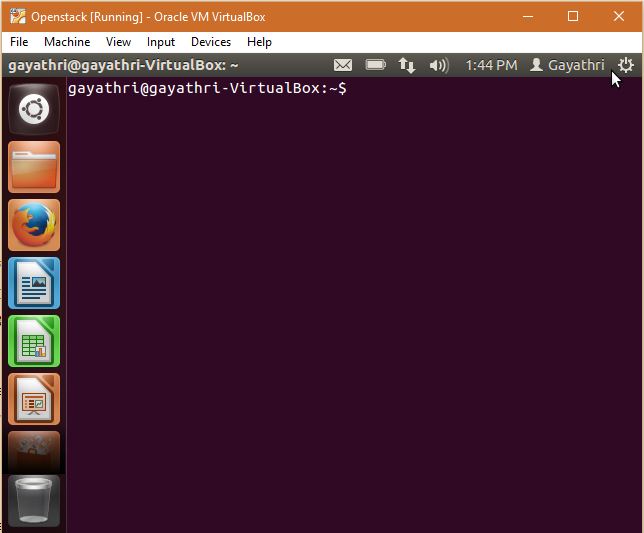 Openstack [Running] - Oracle VM VirtualBox
File Machine View Input Devices Help
gayathri@gayathri-VirtualBox: ~ 1:44 PM Gayathri
gayathri@gayathri-VirtualBox:~$